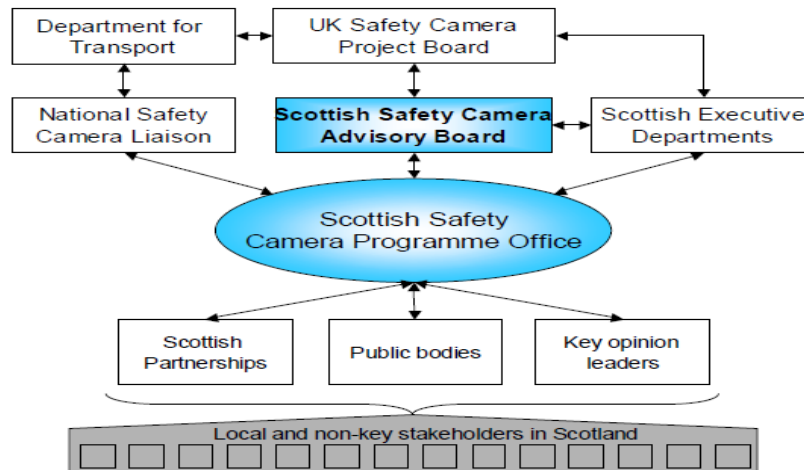 Department for
Transport
UK Safety Camera
Project Board
National Safety
Camera Liaison
Scottish Safety Camera
Advisory Board
Scottish Executive
Departments
Scottish Safety
Camera Programme Office
Scottish
Partnerships
Public bodies
Key opinion
leaders
Local and non-key stakeholders in Scotland